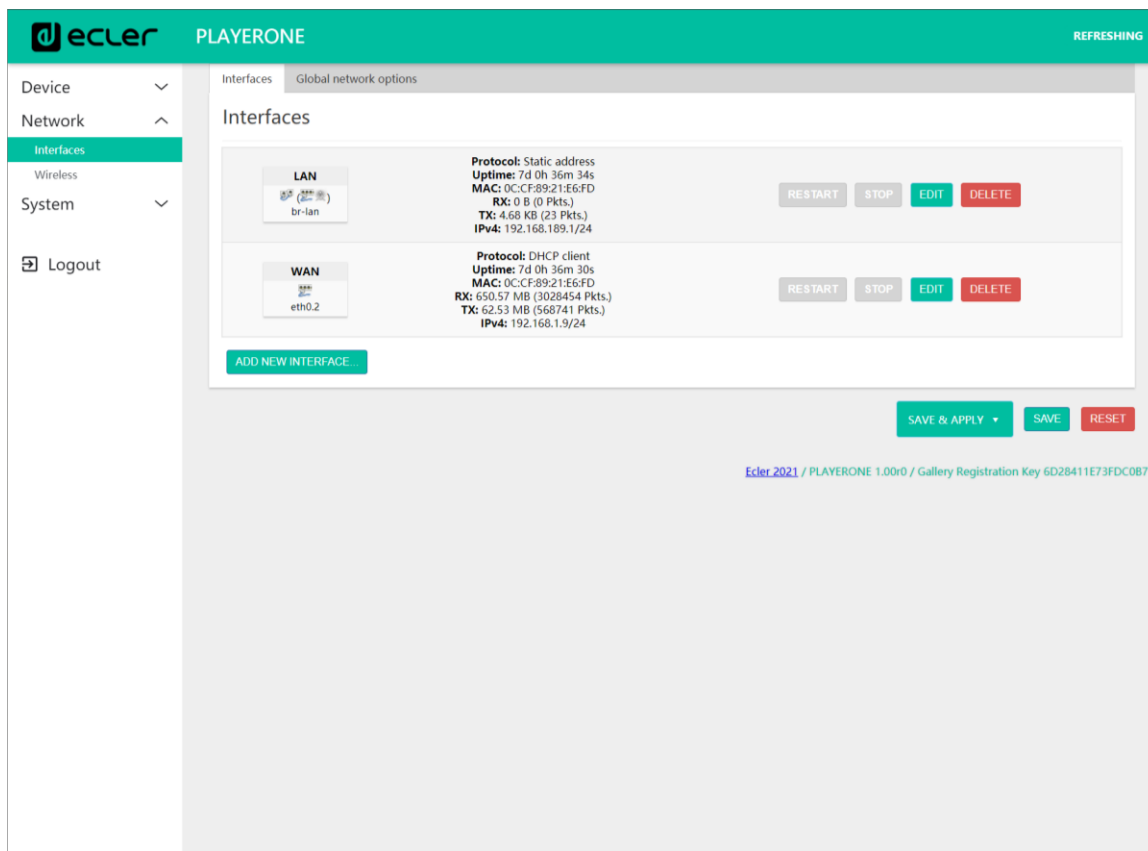 ecler
PLAYERONE
REFRESHING
Device
Network
Interfaces
Wireless
System
Logout
Interfaces
Global network options
Interfaces
LAN
br-lan
Protocol: Static address
Uptime: 7d 0h 36m 34s
MAC: 0C:CF:89:21:E6:FD
RX: 0 B (0 Pkts.)
TX: 4.68 KB (23 Pkts.)
IPv4: 192.168.189.1/24
RESTART
STOP
EDIT
DELETE
WAN
eth0.2
Protocol: DHCP client
Uptime: 7d 0h 36m 30s
MAC: 0C:CF:89:21:E6:FD
RX: 650.57 MB (3028454 Pkts.)
TX: 62.53 MB (568741 Pkts.)
IPv4: 192.168.1.9/24
RESTART
STOP
EDIT
DELETE
ADD NEW INTERFACE...
SAVE & APPLY
SAVE
RESET
Ecler 2021 / PLAYERONE 1.00r0 / Gallery Registration Key 6D28411E73FDC0B7